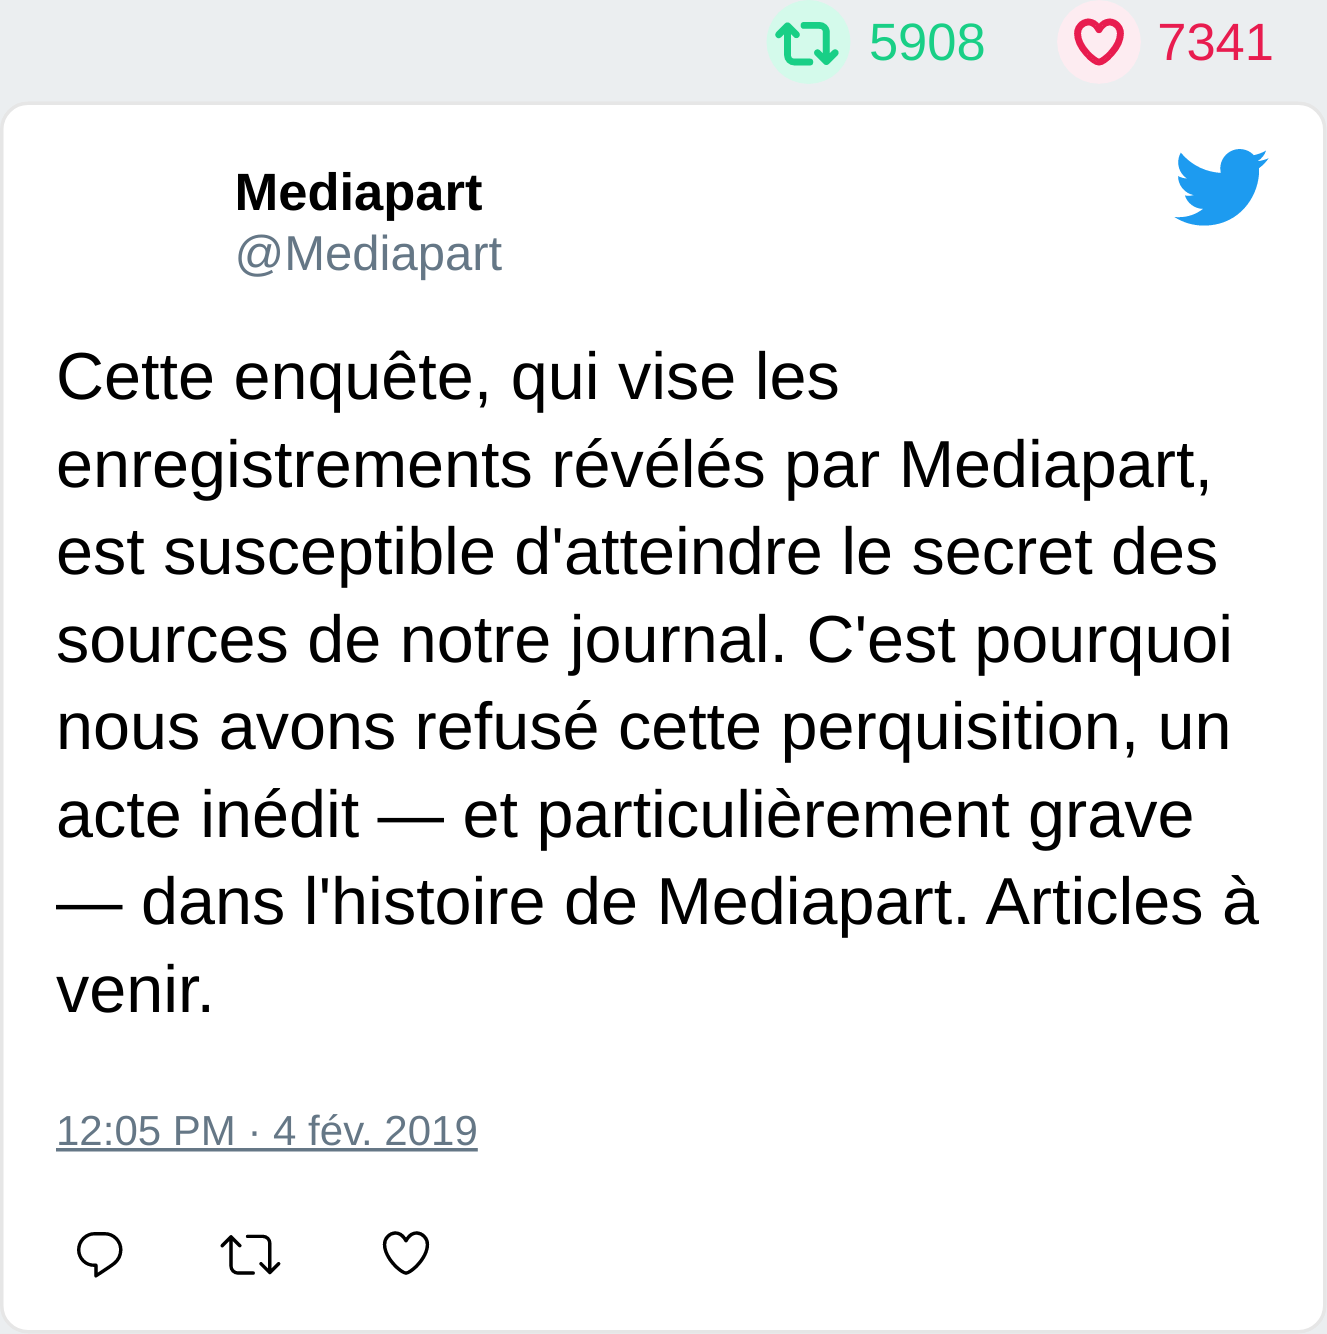 5908 7341
Mediapart
@Mediapart
Cette enquête, qui vise les
enregistrements révélés par Mediapart,
est susceptible d'atteindre le secret des
sources de notre journal. C'est pourquoi
nous avons refusé cette perquisition, un
acte inédit — et particulièrement grave
— dans l'histoire de Mediapart. Articles à
venir.
12:05 PM · 4 fév. 2019